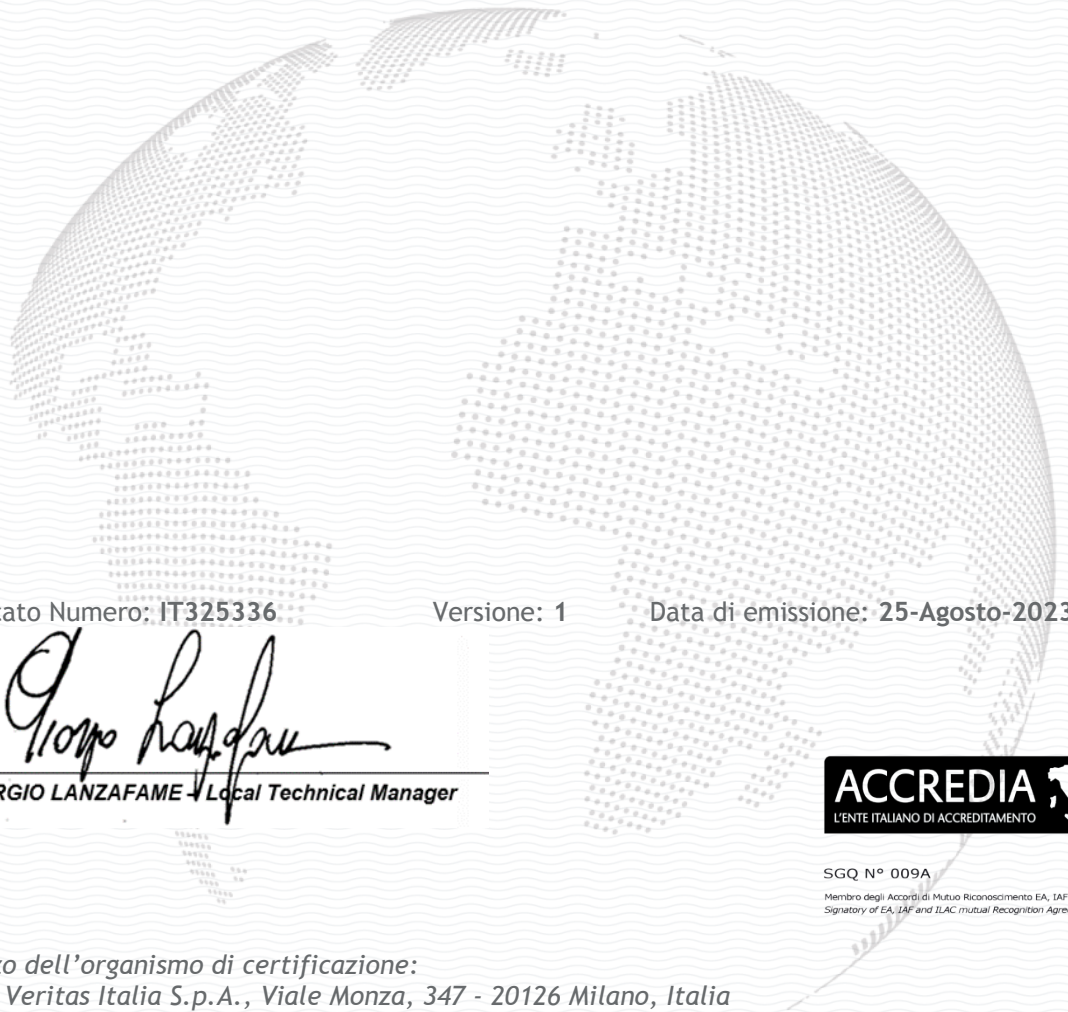 cato Numero: IT325336 Versione: 1 Data di emissione: 25-Agosto-2023
RGIO LANZAFAME - Local Technical Manager
ACCREDIA
L'ENTE ITALIANO DI ACCREDITAMENTO
SGQ N° 009A
Membro degli Accordi di Mutuo Riconoscimento EA, IAF
Signatory of EA, IAF and ILAC mutual Recognition Agre
zo dell'organismo di certificazione:
Veritas Italia S.p.A., Viale Monza, 347 - 20126 Milano, Italia